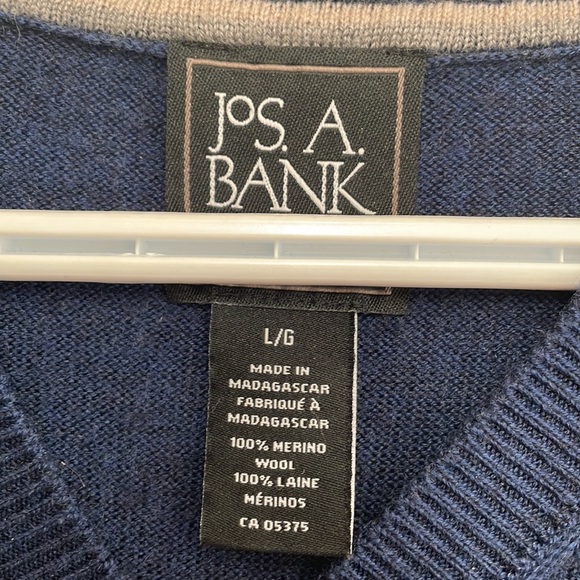 JOS. A.
BANK
L/G
MADE IN
MADAGASCAR
FABRIQUÉ À
MADAGASCAR
100% MERINO
WOOL
100% LAINE
MÉRINOS
CA 05375